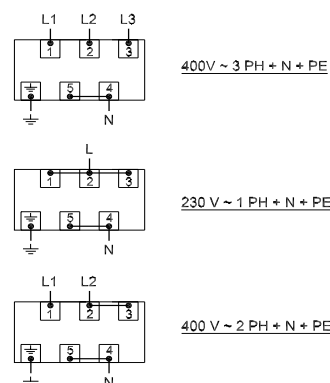 L1 L2 L3
1 2 3
400V ~ 3 PH + N + PE
5 4
N
L
1 2 3
230 V ~ 1 PH + N + PE
5 4
N
L1 L2
1 2 3
400 V ~ 2 PH + N + PE
5 4
N